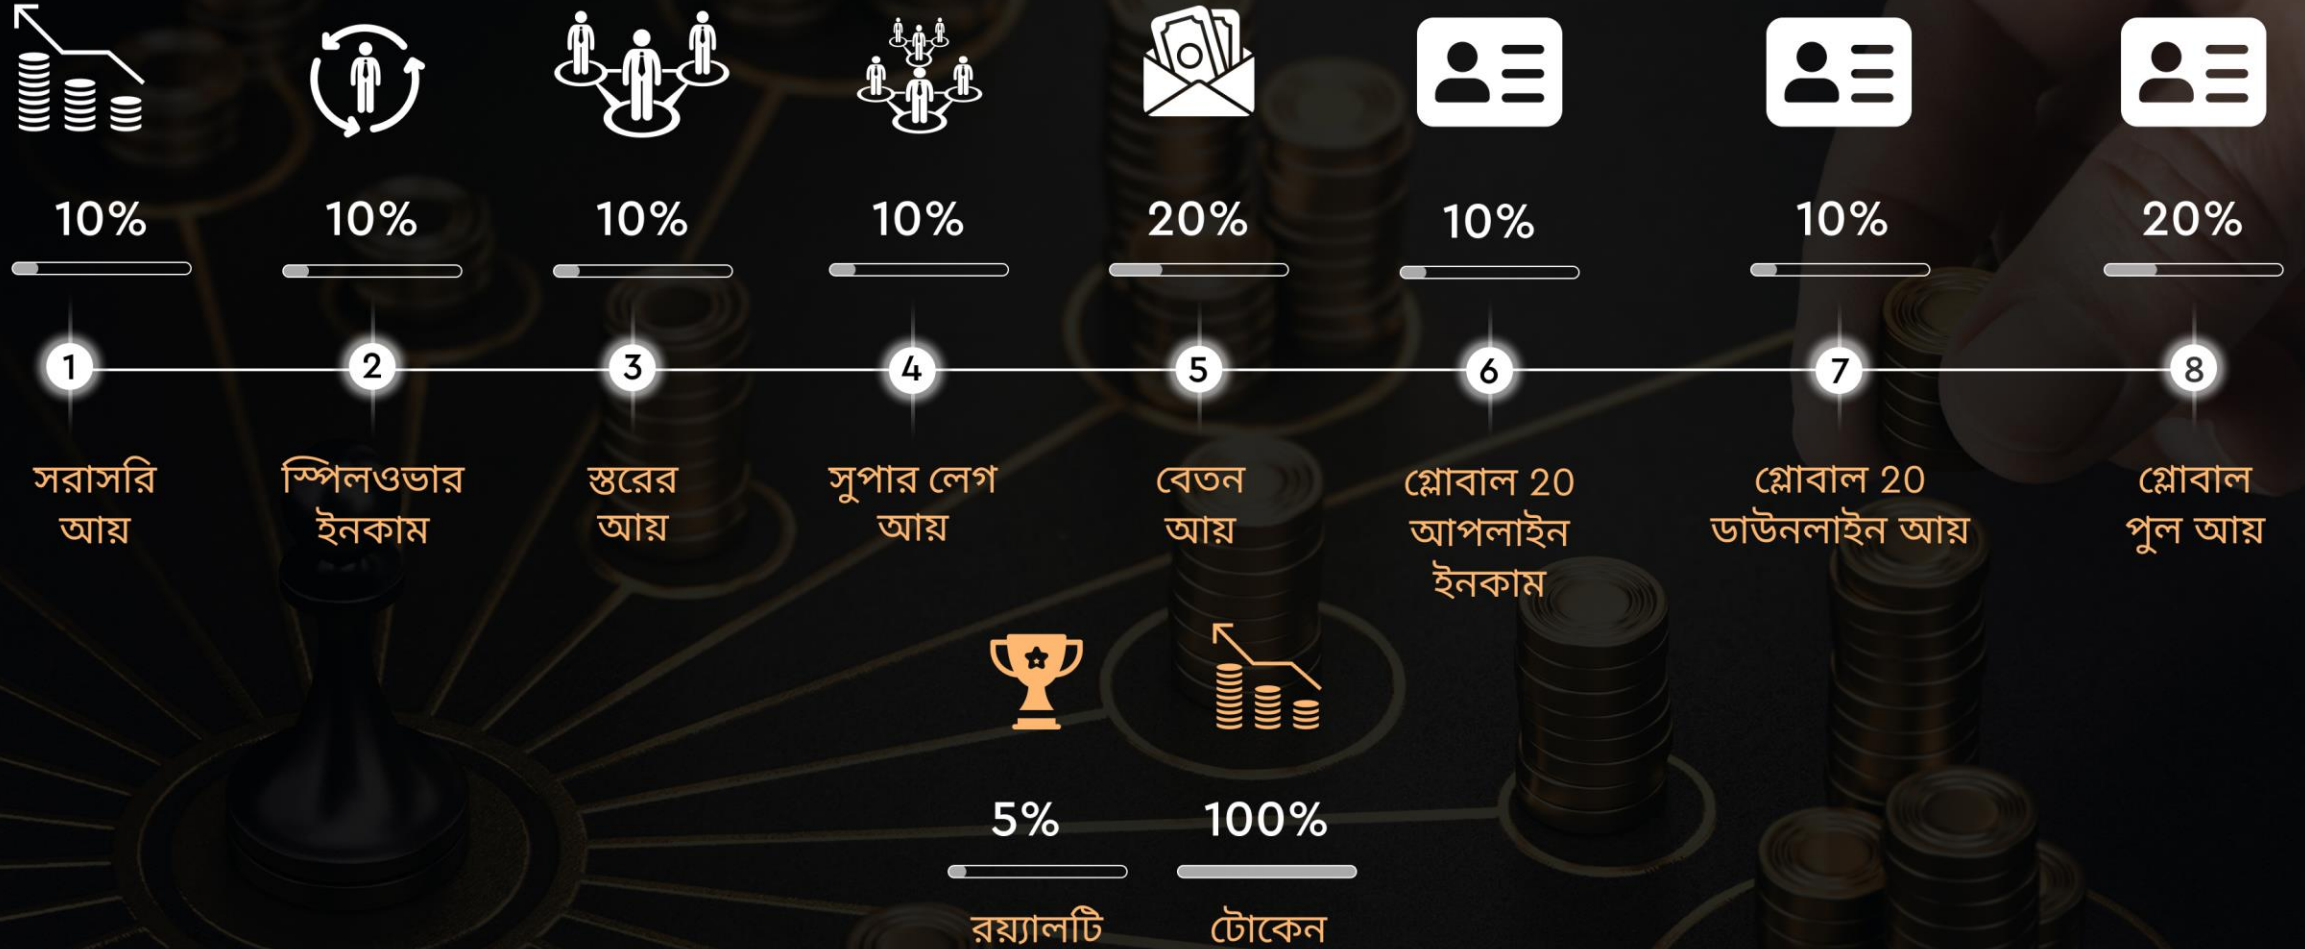 10% 10% 10% 10% 20% 10% 10% 20%
1 2 3 4 5 6 7 8
সরাসরি
আয়
স্পিলওভার
ইনকাম
স্তরের
আয়
সুপার লেগ
আয়
বেতন
আয়
গ্লোবাল 20
আপলাইন
ইনকাম
গ্লোবাল 20
ডাউনলাইন আয়
গ্লোবাল
পুল আয়
5% 100%
রয়্যালটি টোকেন